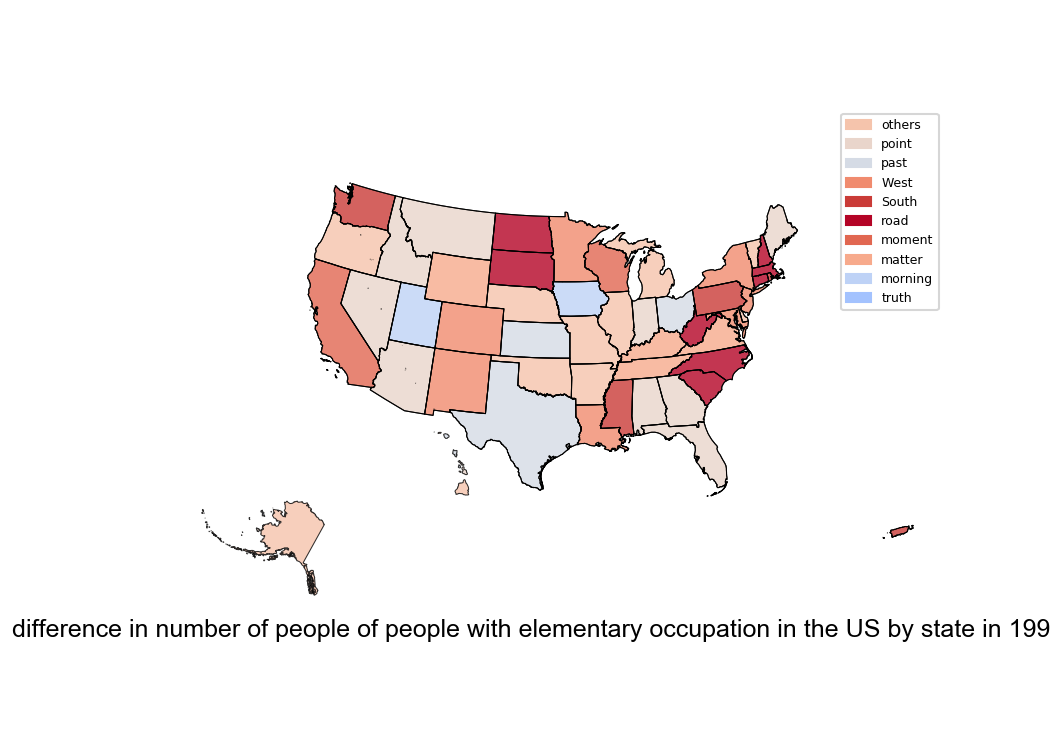 others
point
past
West
South
road
moment
matter
morning
truth
difference in number of people of people with elementary occupation in the US by state in 199